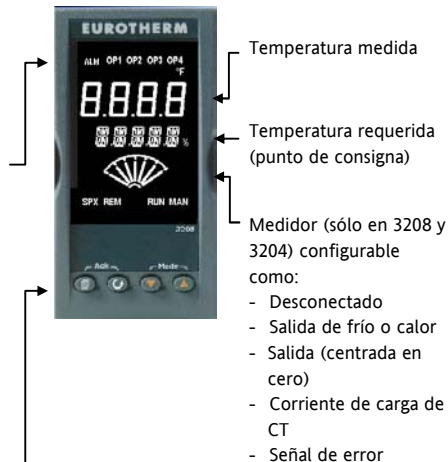 EUROTHERM
ALM OP1 OP2 OP3 OP4
°F
8.8.8.8
%
SPX REM RUN MAN
3208
Ack Mode
Temperatura medida
Temperatura requerida
(punto de consigna)
Medidor (sólo en 3208 y
3204) configurable
como:
- Desconectado
- Salida de frío o calor
- Salida (centrada en
cero)
- Corriente de carga de
CT
- Señal de error